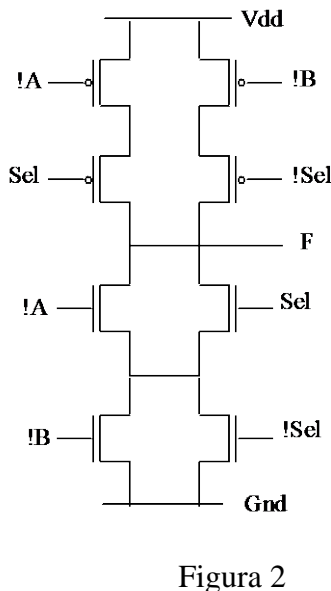 Vdd
!A !B
Sel !Sel
F
!A Sel
!B !Sel
Gnd
Figura 2